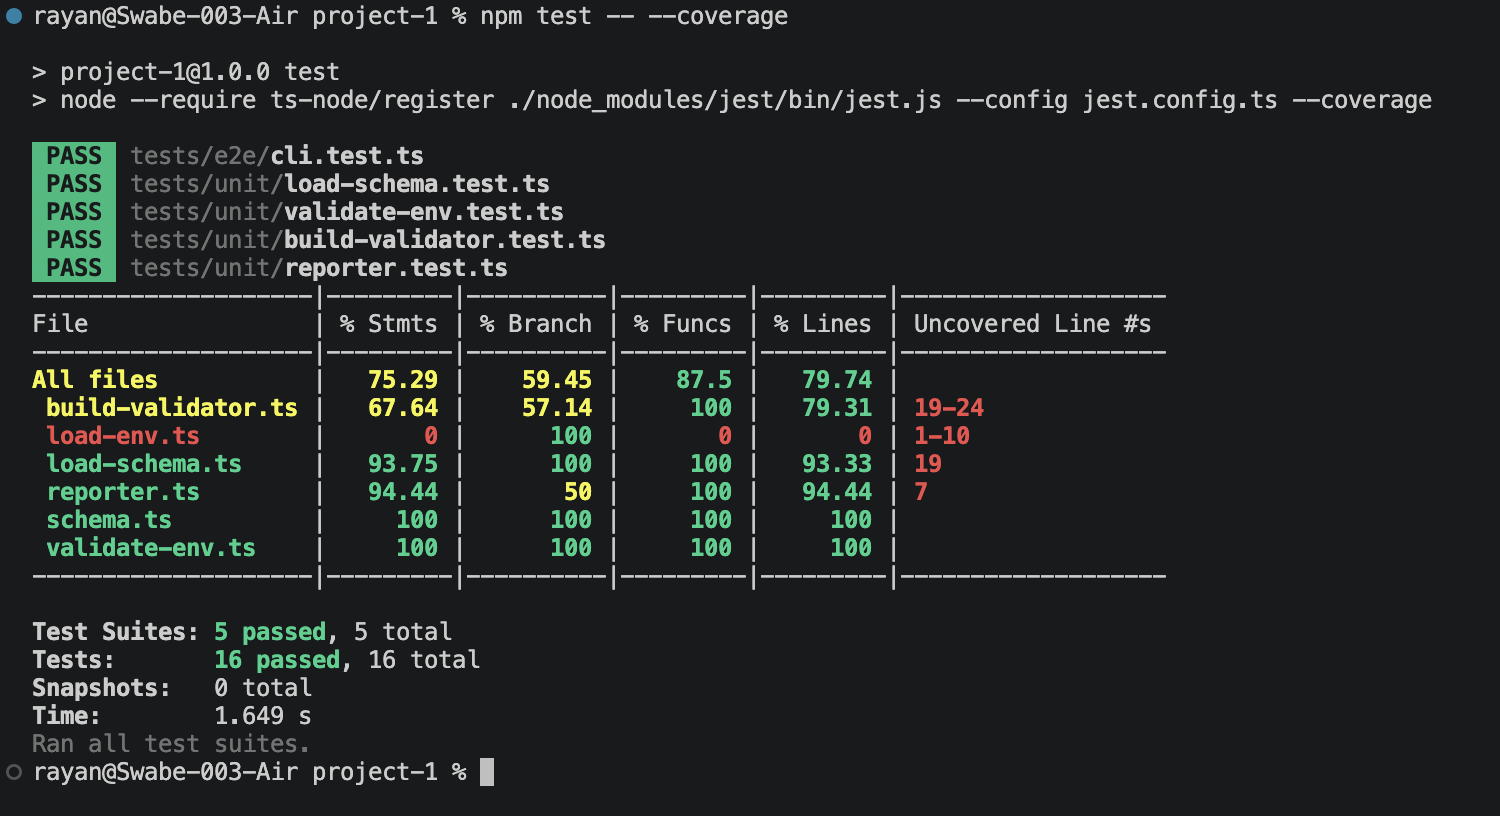 rayan@Swabe-003-Air project-1 % npm test -- --coverage
> project-1@1.0.0 test
> node --require ts-node/register ./node_modules/jest/bin/jest.js --config jest.config.ts --coverage
PASS tests/e2e/cli.test.ts
PASS tests/unit/load-schema.test.ts
PASS tests/unit/validate-env.test.ts
PASS tests/unit/build-validator.test.ts
PASS tests/unit/reporter.test.ts
--------------------|---------|----------|---------|---------|-------------------
File                | % Stmts | % Branch | % Funcs | % Lines | Uncovered Line #s
--------------------|---------|----------|---------|---------|-------------------
All files           |   75.29 |    59.45 |    87.5 |   79.74 |
 build-validator.ts |   67.64 |    57.14 |     100 |   79.31 | 19-24
 load-env.ts        |       0 |      100 |       0 |       0 | 1-10
 load-schema.ts     |   93.75 |      100 |     100 |   93.33 | 19
 reporter.ts        |   94.44 |       50 |     100 |   94.44 | 7
 schema.ts          |     100 |      100 |     100 |     100 |
 validate-env.ts    |     100 |      100 |     100 |     100 |
--------------------|---------|----------|---------|---------|-------------------
Test Suites: 5 passed, 5 total
Tests:       16 passed, 16 total
Snapshots:   0 total
Time:        1.649 s
Ran all test suites.
rayan@Swabe-003-Air project-1 %